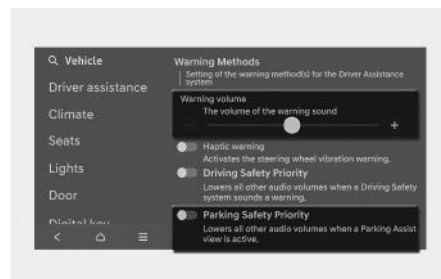 Vehicle
Driver assistance
Climate
Seats
Lights
Door
Digital key
Warning Methods
Setting of the warning method(s) for the Driver Assistance
system
Warning volume
The volume of the warning sound
- +
Haptic warning
Activates the steering wheel vibration warning.
Driving Safety Priority
Lowers all other audio volumes when a Driving Safety
system sounds a warning.
Parking Safety Priority
Lowers all other audio volumes when a Parking Assist
view is active.